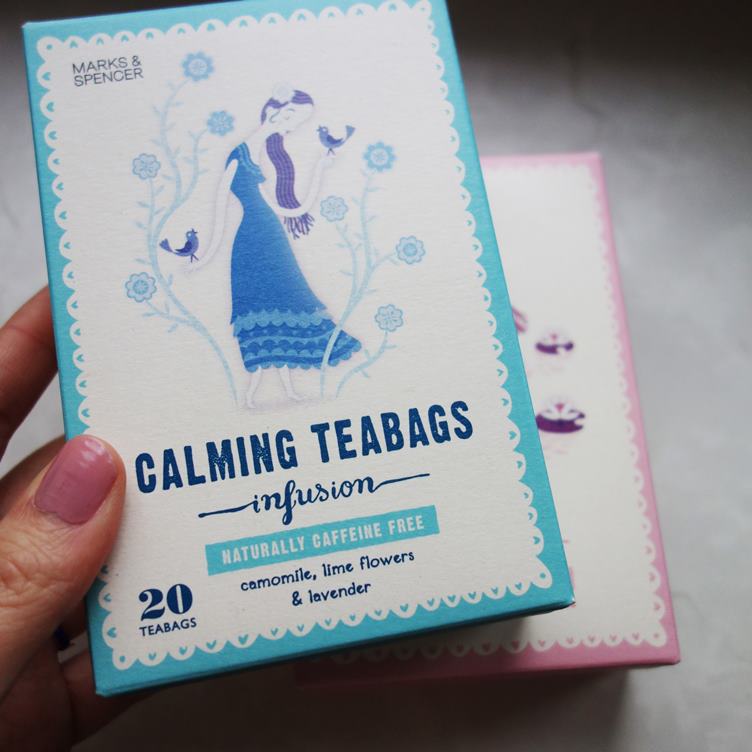 MARKS &
SPENCER
CALMING TEABAGS
infusion
NATURALLY CAFFEINE FREE
camomile, lime flowers
& lavender
20
TEABAGS